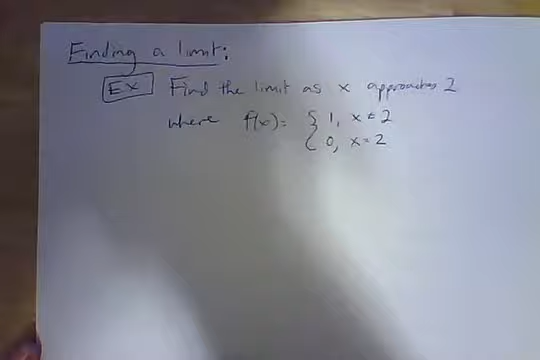 Finding a limit:
EX Find the limit as x approaches 2
where f(x) = { 1, x ≠ 2
0, x = 2